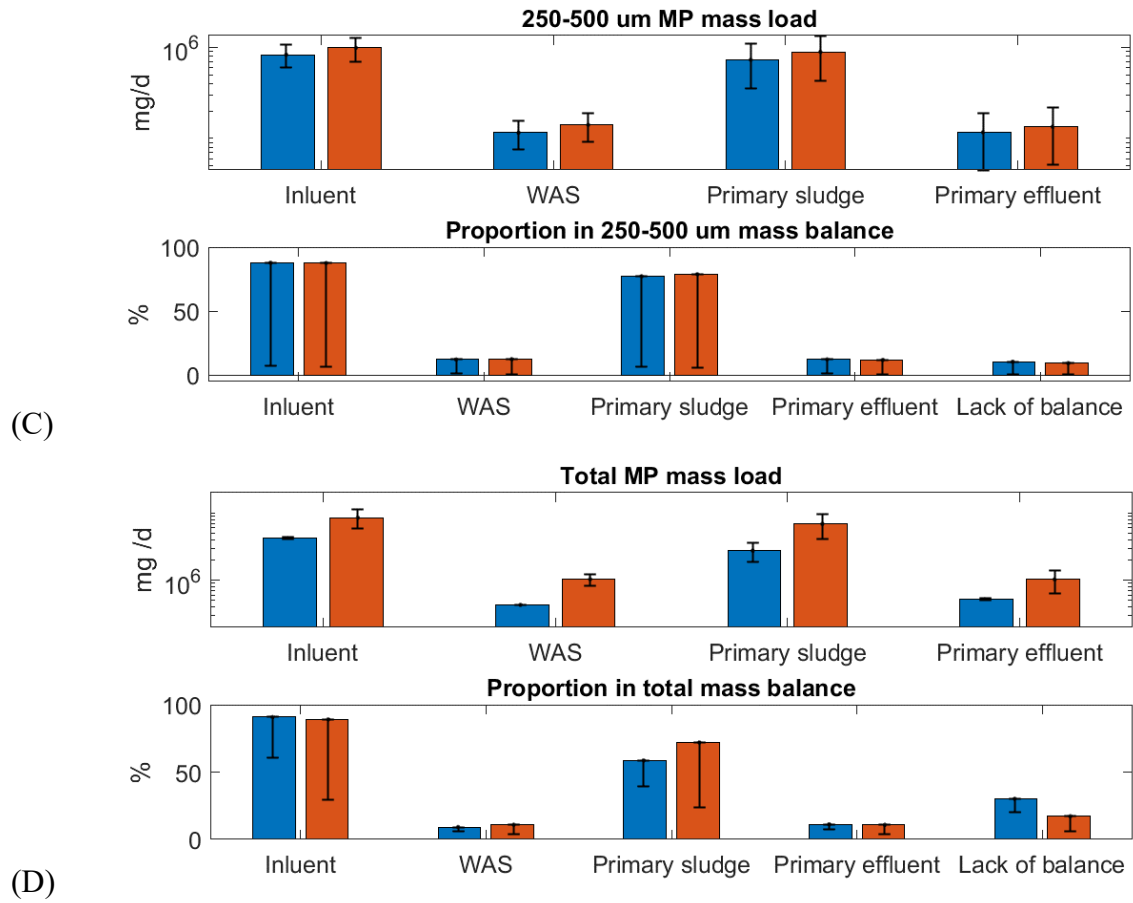 250-500 um MP mass load
10^6
mg/d
Inluent WAS Primary sludge Primary effluent
Proportion in 250-500 um mass balance
100
50
0
%
Inluent WAS Primary sludge Primary effluent Lack of balance
(C)
Total MP mass load
10^6
mg /d
Inluent WAS Primary sludge Primary effluent
Proportion in total mass balance
100
50
0
%
Inluent WAS Primary sludge Primary effluent Lack of balance
(D)